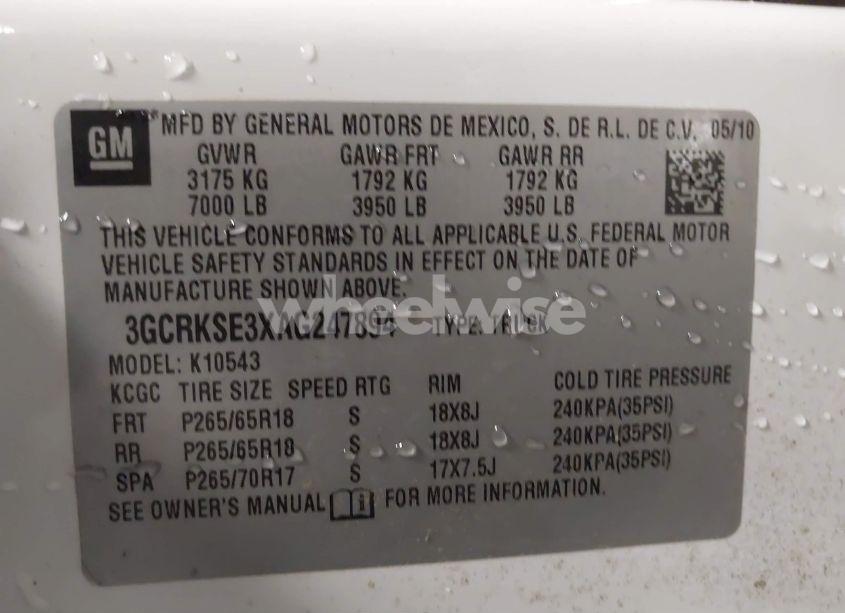 GM
*MFD BY GENERAL MOTORS DE MEXICO, S. DE R.L. DE C.V. 05/10
GVWR GAWR FRT GAWR RR
3175 KG 1792 KG 1792 KG
7000 LB 3950 LB 3950 LB
THIS VEHICLE CONFORMS TO ALL APPLICABLE U.S. FEDERAL MOTOR
VEHICLE SAFETY STANDARDS IN EFFECT ON THE DATE OF
MANUFACTURE SHOWN ABOVE.
wheelwise
3GCRKSE3XAG247894 TYPE: TRUCK
MODEL: K10543
KCGC TIRE SIZE SPEED RTG RIM COLD TIRE PRESSURE
FRT P265/65R18 S 18X8J 240KPA(35PSI)
RR P265/65R18 S 18X8J 240KPA(35PSI)
SPA P265/70R17 S 17X7.5J 240KPA(35PSI)
SEE OWNER'S MANUAL i FOR MORE INFORMATION.